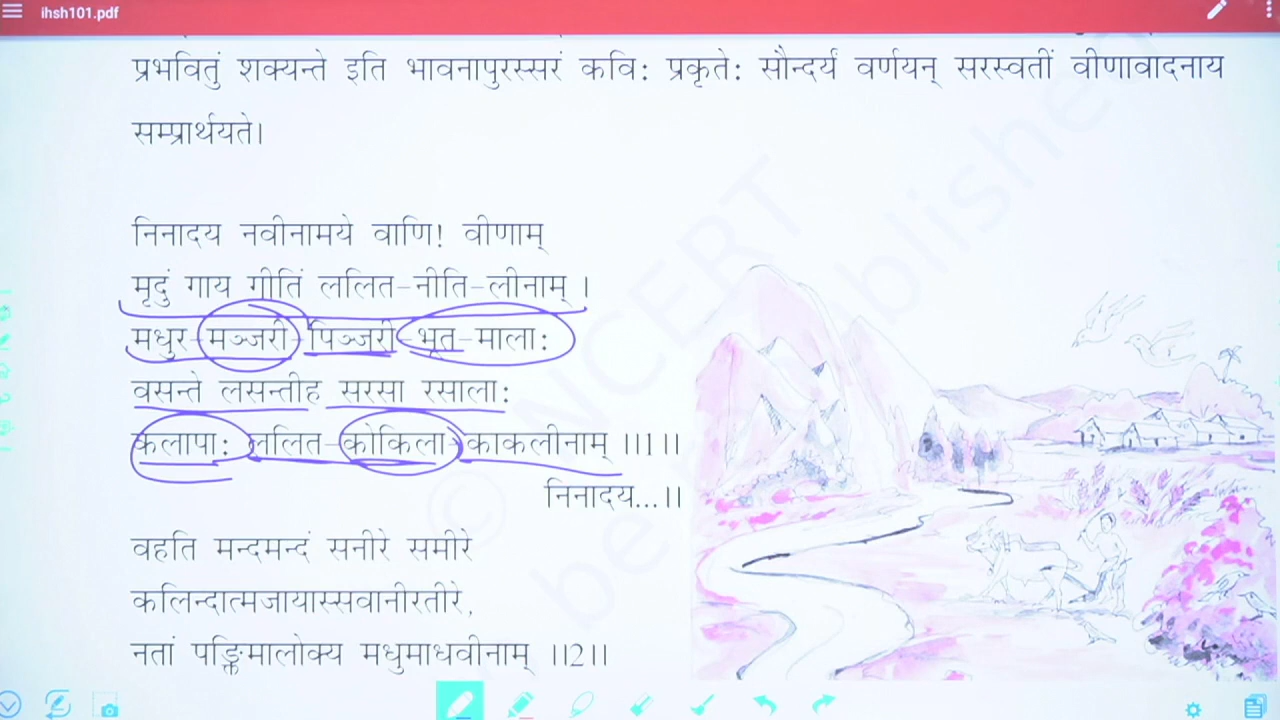 ihsh101.pdf
प्रभवितुं शक्यन्ते इति भावनापुरस्सरं कविः प्रकृतेः सौन्दर्यं वर्णयन् सरस्वतीं वीणावादनाय
सम्प्रार्थयते।
निनादय नवीनामये वाणि! वीणाम्
मृदुं गाय गीतिं ललित-नीति-लीनाम् ।
मधुर-मञ्जरी-पिञ्जरी-भूत-मालाः
वसन्ते लसन्तीह सरसा रसालाः
कलापाः ललित-कोकिला-काकलीनाम् ।।1।।
निनादय...।।
वहति मन्दमन्दं सनीरे समीरे
कलिन्दात्मजायास्सवानीरतीरे,
नतां पङ्क्तिमालोक्य मधुमाधवीनाम् ।।2।।
© NCERT